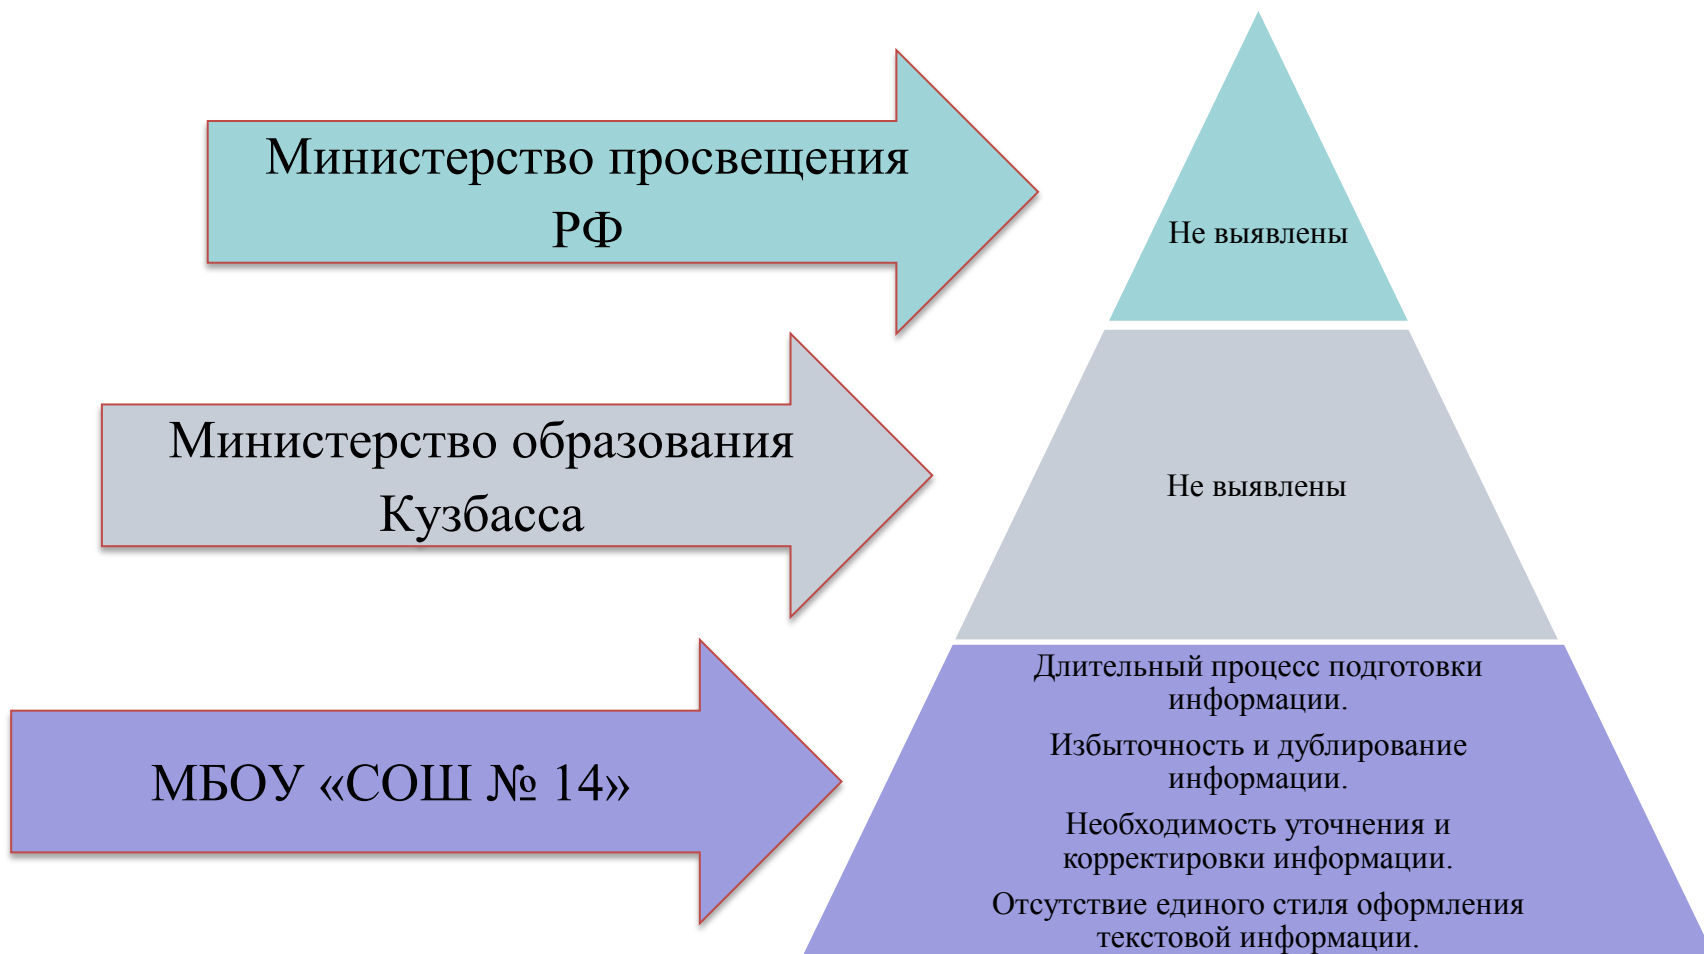 Министерство просвещения
РФ
Не выявлены
Министерство образования
Кузбасса
Не выявлены
МБОУ «СОШ № 14»
Длительный процесс подготовки
информации.
Избыточность и дублирование
информации.
Необходимость уточнения и
корректировки информации.
Отсутствие единого стиля оформления
текстовой информации.